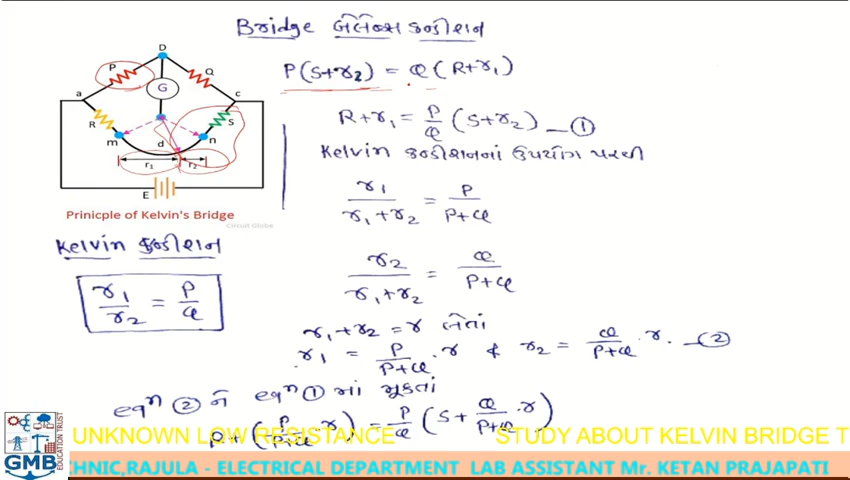 Bridge બેલેન્સ કન્ડીશન
P(S+r₂) = Q(R+r₁)
R+r₁ = P/Q (S+r₂) — ①
Kelvin કન્ડીશનનાં ઉપયોગ પરથી
r₁/(r₁+r₂) = P/(P+Q)
r₂/(r₁+r₂) = Q/(P+Q)
r₁+r₂ = r લેતાં
r₁ = P/(P+Q) · r & r₂ = Q/(P+Q) · r. — ②
eqⁿ ② ને eqⁿ ① માં મૂકતાં
R + (P/(P+Q) · r) = P/Q (S + Q/(P+Q) · r)
D
P
Q
G
a
c
R
S
m
n
d
r₁
r₂
E
Prinicple of Kelvin's Bridge
Circuit Globe
Kelvin કન્ડીશન
r₁/r₂ = P/Q
UNKNOWN LOW RESISTANCE STUDY ABOUT KELVIN BRIDGE T
GMB
EDUCATION TRUST
CHNIC,RAJULA - ELECTRICAL DEPARTMENT LAB ASSISTANT Mr. KETAN PRAJAPATI